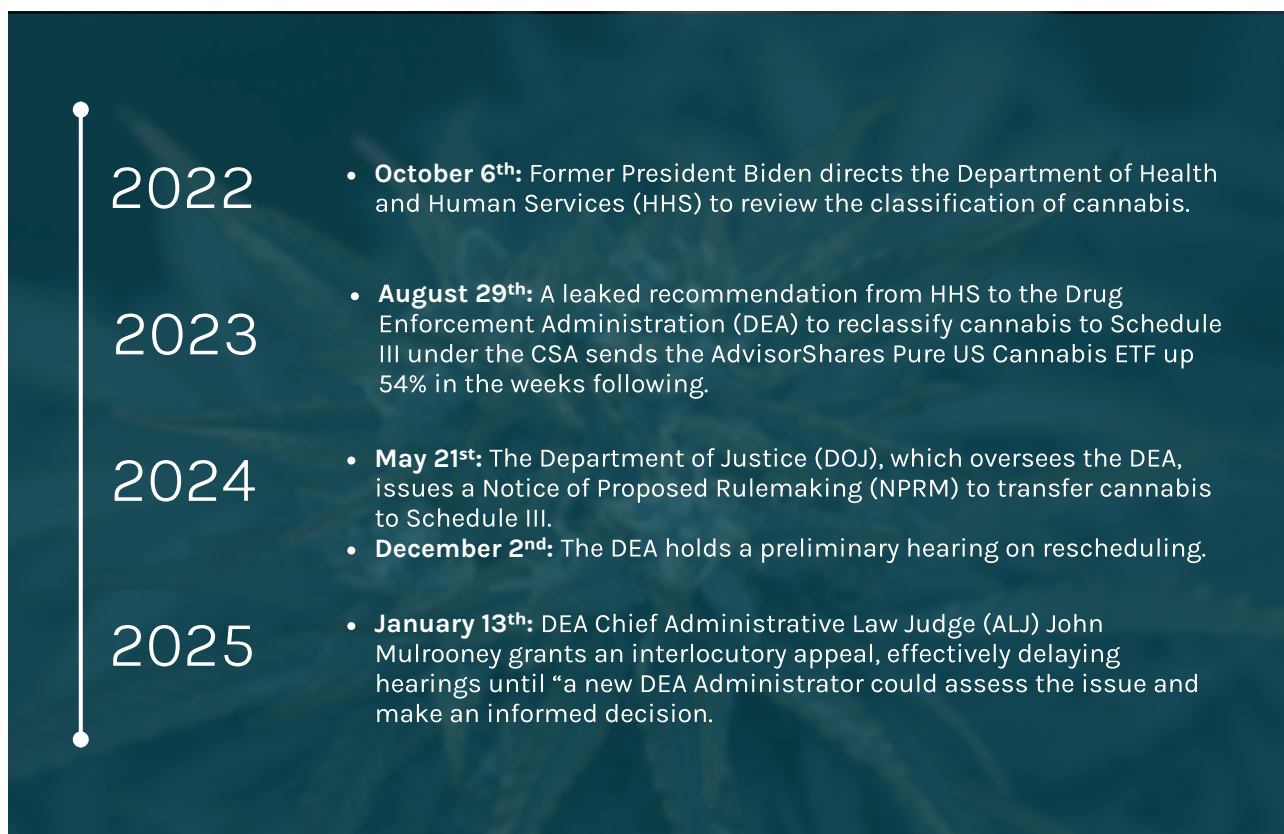 2022
• October 6th: Former President Biden directs the Department of Health
and Human Services (HHS) to review the classification of cannabis.
2023
• August 29th: A leaked recommendation from HHS to the Drug
Enforcement Administration (DEA) to reclassify cannabis to Schedule
III under the CSA sends the AdvisorShares Pure US Cannabis ETF up
54% in the weeks following.
2024
• May 21st: The Department of Justice (DOJ), which oversees the DEA,
issues a Notice of Proposed Rulemaking (NPRM) to transfer cannabis
to Schedule III.
• December 2nd: The DEA holds a preliminary hearing on rescheduling.
2025
• January 13th: DEA Chief Administrative Law Judge (ALJ) John
Mulrooney grants an interlocutory appeal, effectively delaying
hearings until “a new DEA Administrator could assess the issue and
make an informed decision.